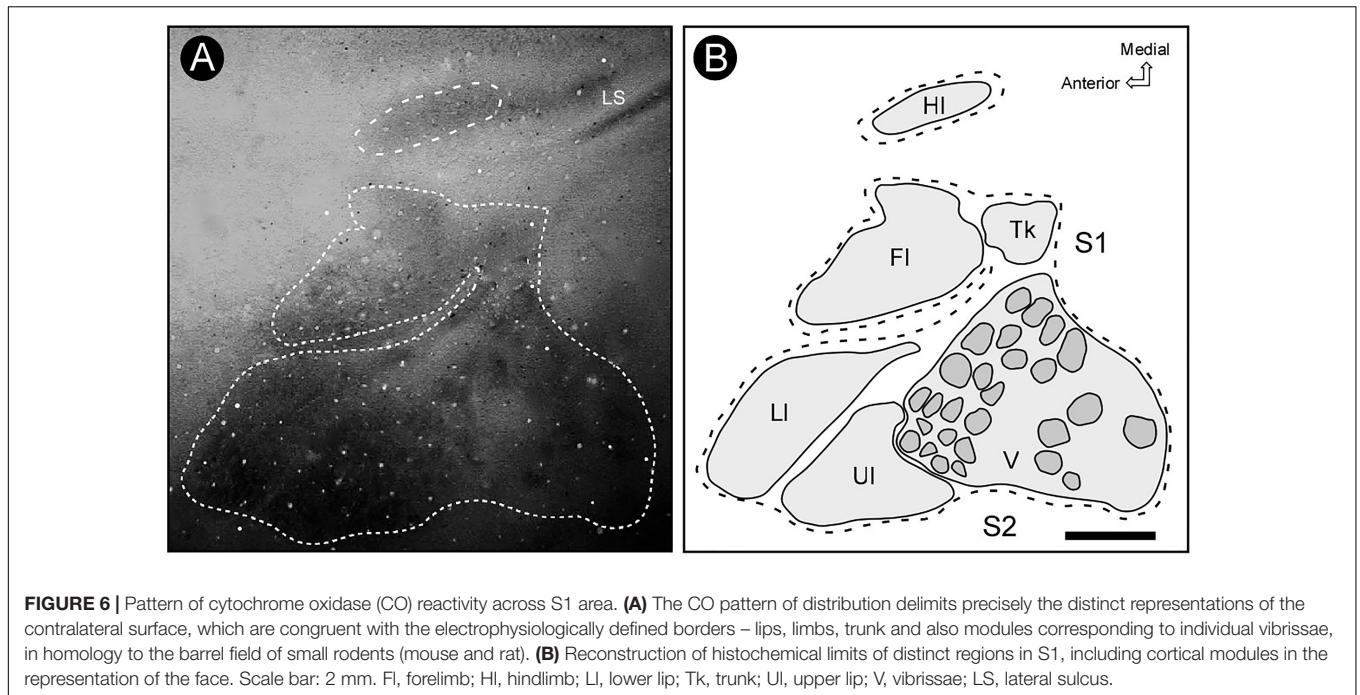 A
LS
B
Medial
Anterior
HI
Tk
S1
Fl
Ll
Ul
V
S2
FIGURE 6 | Pattern of cytochrome oxidase (CO) reactivity across S1 area. (A) The CO pattern of distribution delimits precisely the distinct representations of the
contralateral surface, which are congruent with the electrophysiologically defined borders – lips, limbs, trunk and also modules corresponding to individual vibrissae,
in homology to the barrel field of small rodents (mouse and rat). (B) Reconstruction of histochemical limits of distinct regions in S1, including cortical modules in the
representation of the face. Scale bar: 2 mm. Fl, forelimb; Hl, hindlimb; Ll, lower lip; Tk, trunk; Ul, upper lip; V, vibrissae; LS, lateral sulcus.